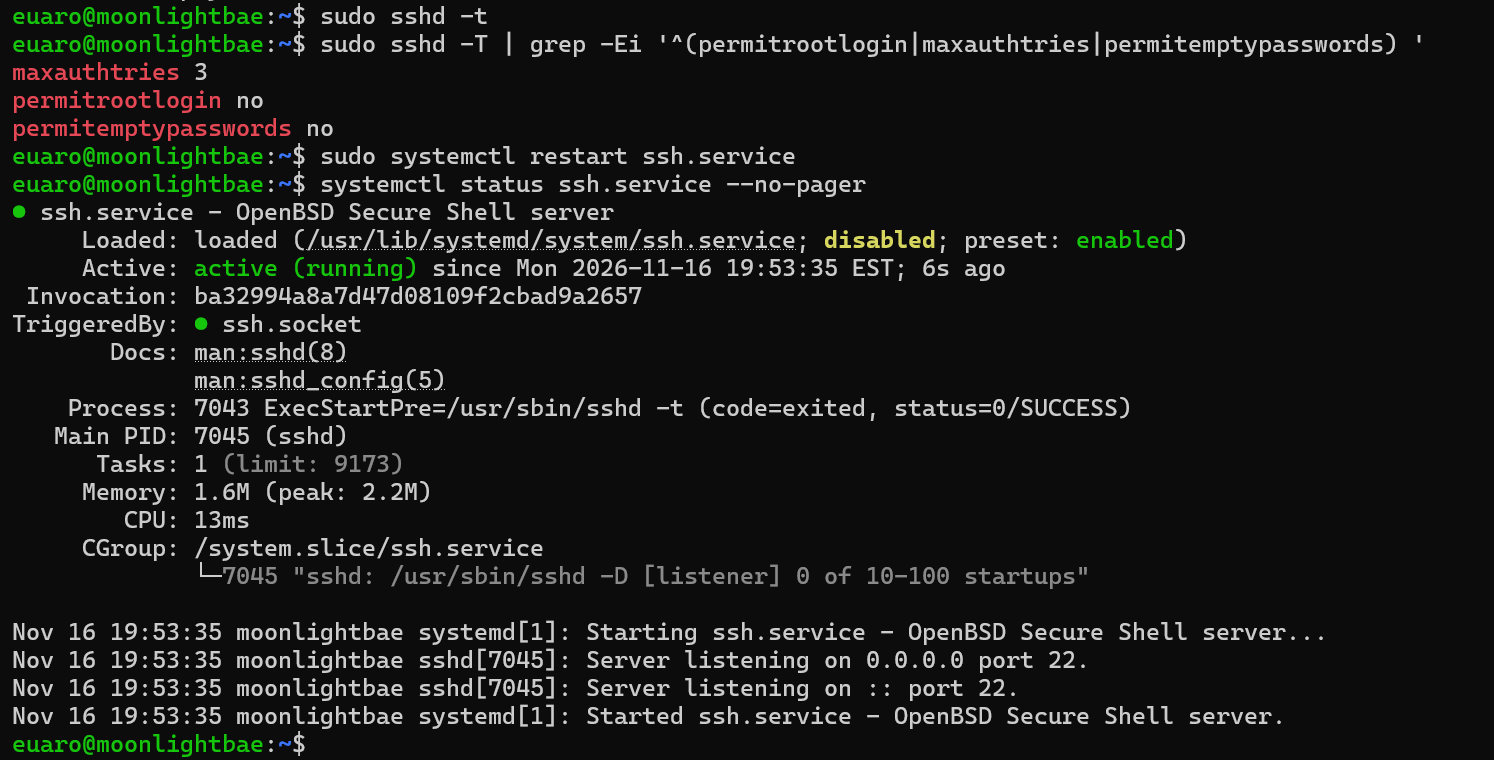 euaro@moonlightbae:~$ sudo sshd -t
euaro@moonlightbae:~$ sudo sshd -T | grep -Ei '^(permitrootlogin|maxauthtries|permitemptypasswords) '
maxauthtries 3
permitrootlogin no
permitemptypasswords no
euaro@moonlightbae:~$ sudo systemctl restart ssh.service
euaro@moonlightbae:~$ systemctl status ssh.service --no-pager
● ssh.service - OpenBSD Secure Shell server
     Loaded: loaded (/usr/lib/systemd/system/ssh.service; disabled; preset: enabled)
     Active: active (running) since Mon 2026-11-16 19:53:35 EST; 6s ago
 Invocation: ba32994a8a7d47d08109f2cbad9a2657
TriggeredBy: ● ssh.socket
       Docs: man:sshd(8)
             man:sshd_config(5)
    Process: 7043 ExecStartPre=/usr/sbin/sshd -t (code=exited, status=0/SUCCESS)
   Main PID: 7045 (sshd)
      Tasks: 1 (limit: 9173)
     Memory: 1.6M (peak: 2.2M)
        CPU: 13ms
     CGroup: /system.slice/ssh.service
             └─7045 "sshd: /usr/sbin/sshd -D [listener] 0 of 10-100 startups"

Nov 16 19:53:35 moonlightbae systemd[1]: Starting ssh.service - OpenBSD Secure Shell server...
Nov 16 19:53:35 moonlightbae sshd[7045]: Server listening on 0.0.0.0 port 22.
Nov 16 19:53:35 moonlightbae sshd[7045]: Server listening on :: port 22.
Nov 16 19:53:35 moonlightbae systemd[1]: Started ssh.service - OpenBSD Secure Shell server.
euaro@moonlightbae:~$